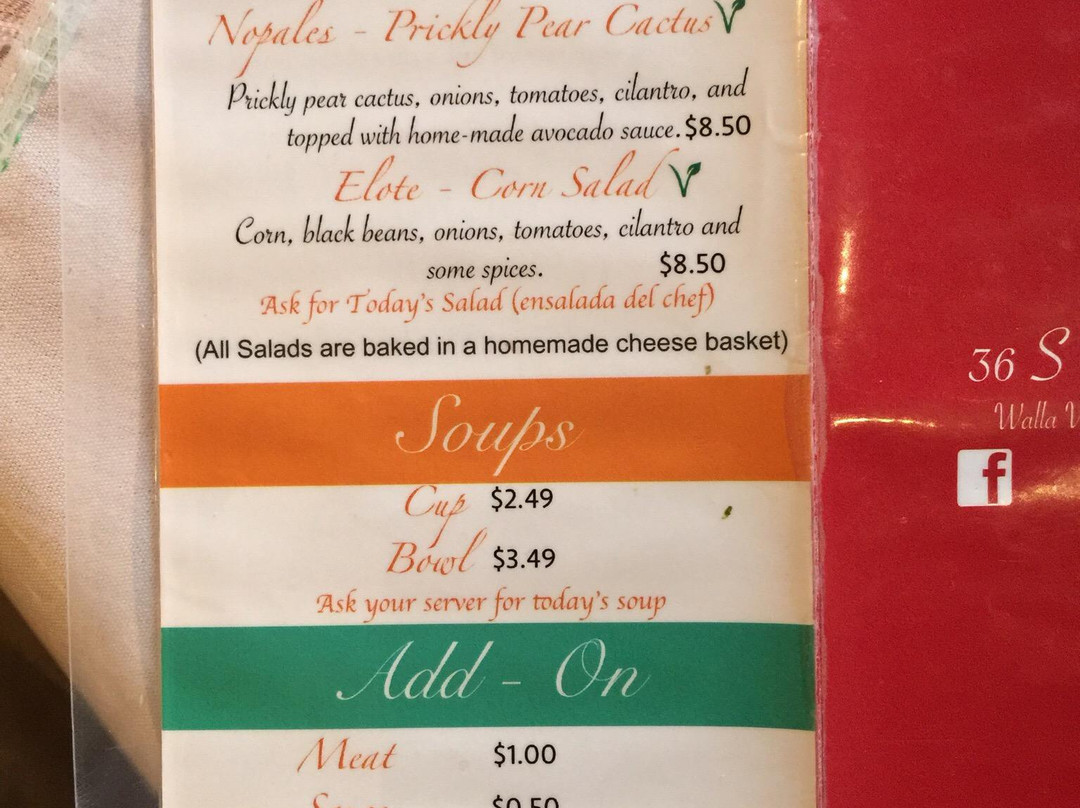 Nopales - Prickly Pear Cactus
Prickly pear cactus, onions, tomatoes, cilantro, and
topped with home-made avocado sauce. $8.50
Elote - Corn Salad
Corn, black beans, onions, tomatoes, cilantro and
some spices. $8.50
Ask for Today's Salad (ensalada del chef)
(All Salads are baked in a homemade cheese basket)
Soups
Cup $2.49
Bowl $3.49
Ask your server for today's soup
Add - On
Meat $1.00
$0.50
36 S
Walla
f